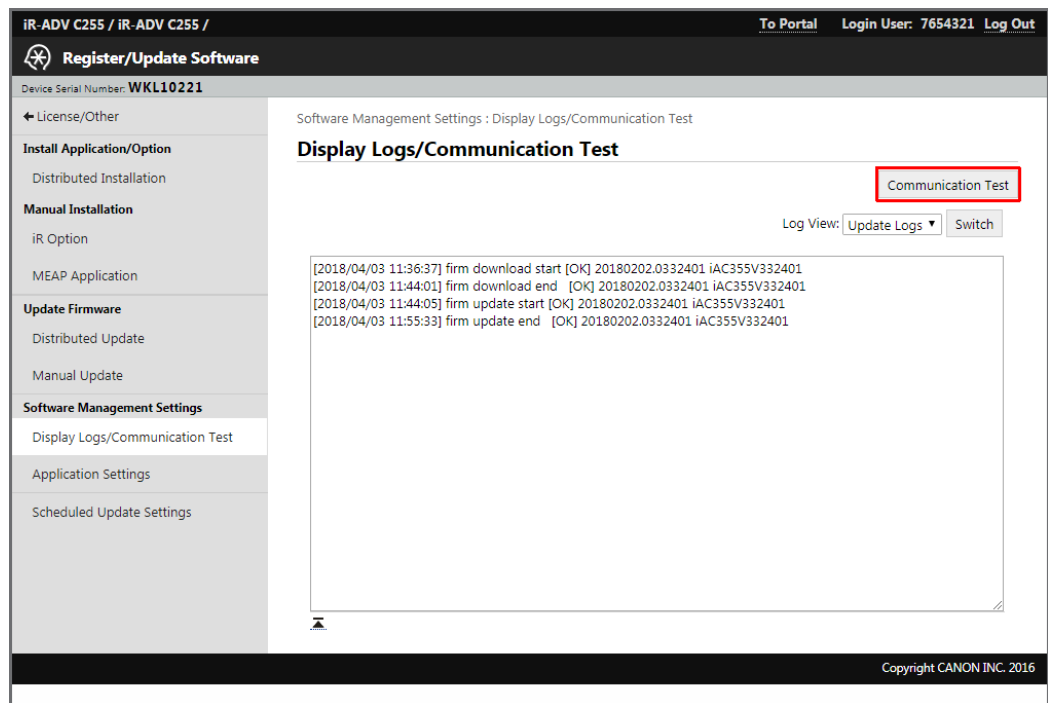 iR-ADV C255 / iR-ADV C255 /
To Portal Login User: 7654321 Log Out
Register/Update Software
Device Serial Number: WKL10221
License/Other
Install Application/Option
Distributed Installation
Manual Installation
iR Option
MEAP Application
Update Firmware
Distributed Update
Manual Update
Software Management Settings
Display Logs/Communication Test
Application Settings
Scheduled Update Settings
Software Management Settings : Display Logs/Communication Test
Display Logs/Communication Test
Communication Test
Log View: Update Logs Switch
[2018/04/03 11:36:37] firm download start [OK] 20180202.0332401 iAC355V332401
[2018/04/03 11:44:01] firm download end [OK] 20180202.0332401 iAC355V332401
[2018/04/03 11:44:05] firm update start [OK] 20180202.0332401 iAC355V332401
[2018/04/03 11:55:33] firm update end [OK] 20180202.0332401 iAC355V332401
Copyright CANON INC. 2016